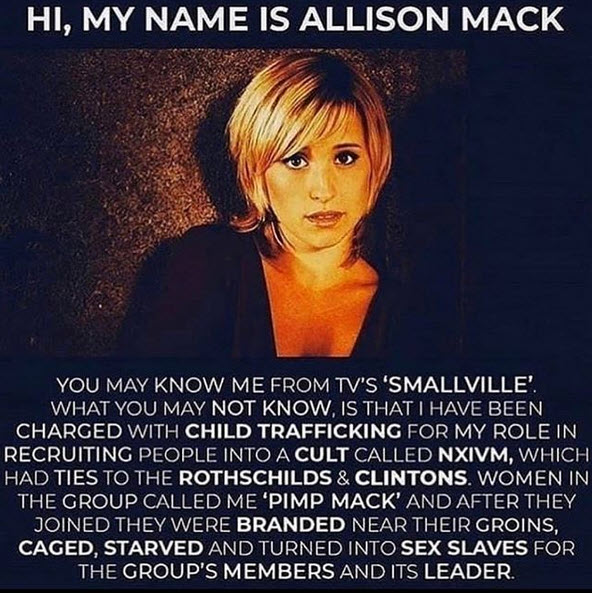 HI, MY NAME IS ALLISON MACK
YOU MAY KNOW ME FROM TV'S 'SMALLVILLE'.
WHAT YOU MAY NOT KNOW, IS THAT I HAVE BEEN
CHARGED WITH CHILD TRAFFICKING FOR MY ROLE IN
RECRUITING PEOPLE INTO A CULT CALLED NXIVM, WHICH
HAD TIES TO THE ROTHSCHILDS & CLINTONS. WOMEN IN
THE GROUP CALLED ME 'PIMP MACK' AND AFTER THEY
JOINED THEY WERE BRANDED NEAR THEIR GROINS,
CAGED, STARVED AND TURNED INTO SEX SLAVES FOR
THE GROUP'S MEMBERS AND ITS LEADER.